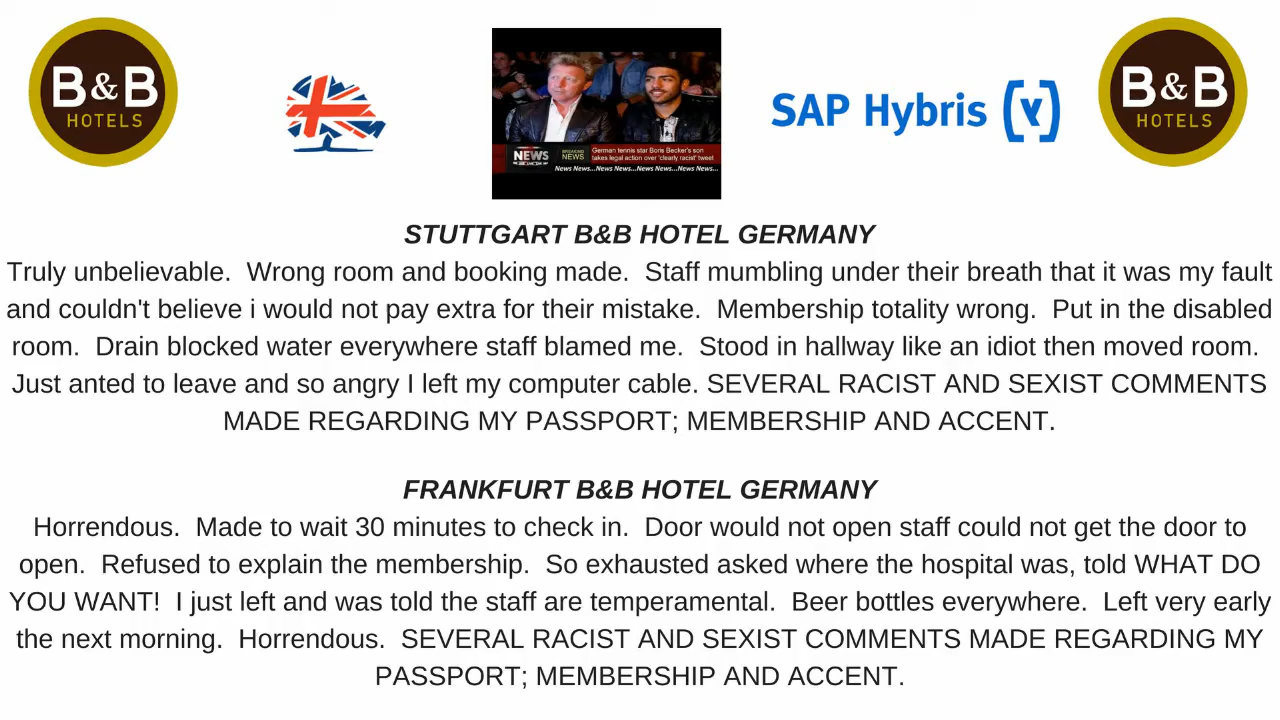 B&B
HOTELS
NEWS
BREAKING
NEWS
German tennis star Boris Becker's son
takes legal action over 'clearly racist' tweet
News News...News News...News News...News News...
SAP Hybris
B&B
HOTELS
STUTTGART B&B HOTEL GERMANY
Truly unbelievable.  Wrong room and booking made.  Staff mumbling under their breath that it was my fault
and couldn't believe i would not pay extra for their mistake.  Membership totality wrong.  Put in the disabled
room.  Drain blocked water everywhere staff blamed me.  Stood in hallway like an idiot then moved room.
Just anted to leave and so angry I left my computer cable. SEVERAL RACIST AND SEXIST COMMENTS
MADE REGARDING MY PASSPORT; MEMBERSHIP AND ACCENT.
FRANKFURT B&B HOTEL GERMANY
Horrendous.  Made to wait 30 minutes to check in.  Door would not open staff could not get the door to
open.  Refused to explain the membership.  So exhausted asked where the hospital was, told WHAT DO
YOU WANT!  I just left and was told the staff are temperamental.  Beer bottles everywhere.  Left very early
the next morning.  Horrendous.  SEVERAL RACIST AND SEXIST COMMENTS MADE REGARDING MY
PASSPORT; MEMBERSHIP AND ACCENT.